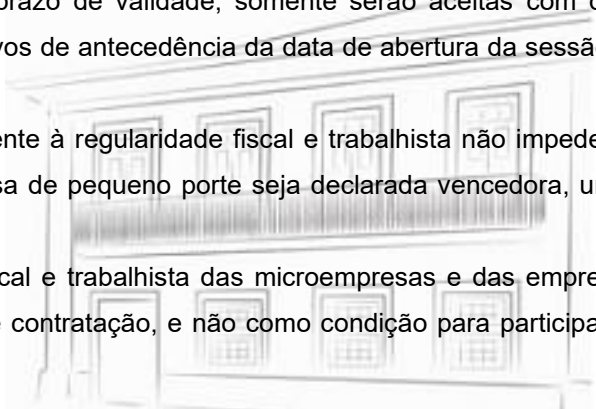 prazo de validade, somente serão aceitas com
vos de antecedência da data de abertura da sessã
ente à regularidade fiscal e trabalhista não impede
sa de pequeno porte seja declarada vencedora, u
cal e trabalhista das microempresas e das empre
contratação, e não como condição para participa